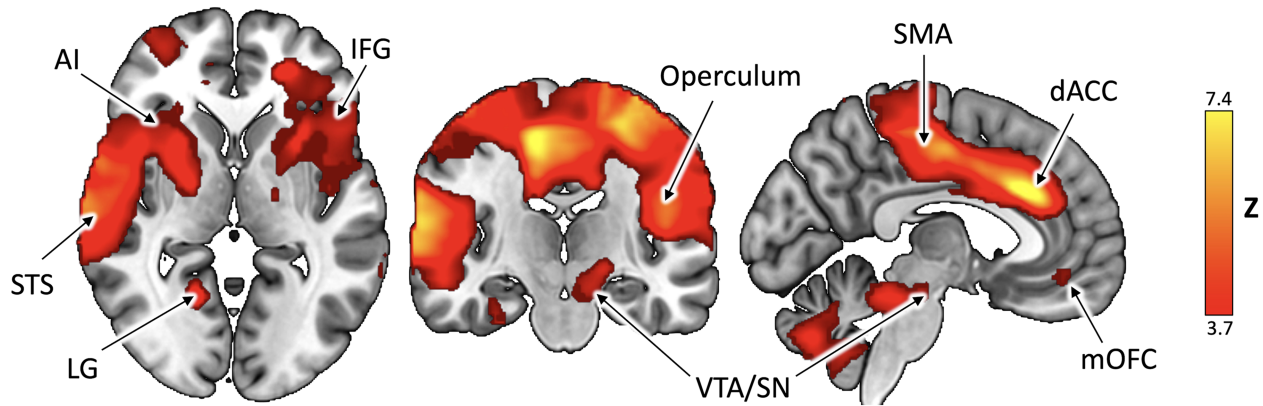 AI
IFG
STS
LG
Operculum
VTA/SN
SMA
dACC
mOFC
7.4
Z
3.7